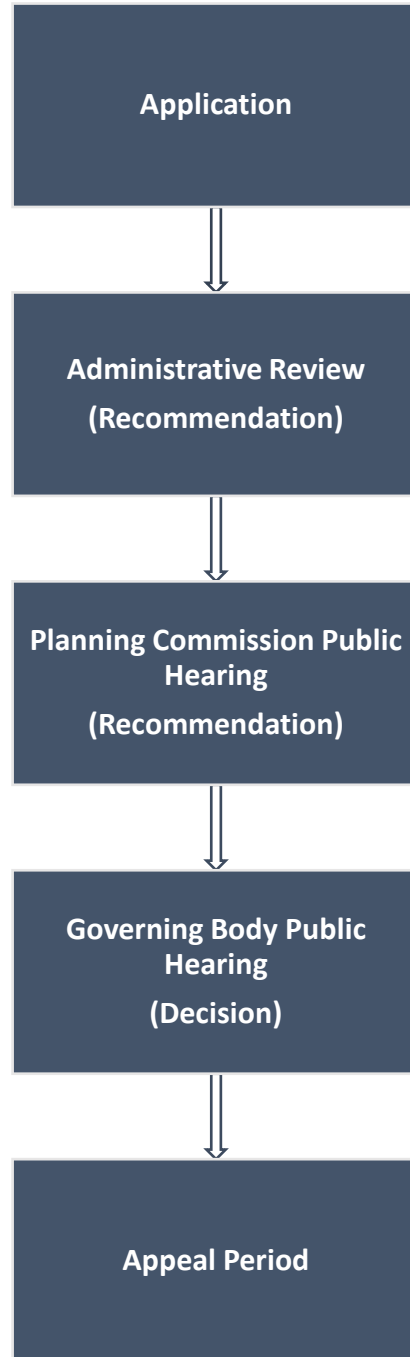 Application
Administrative Review
(Recommendation)
Planning Commission Public
Hearing
(Recommendation)
Governing Body Public
Hearing
(Decision)
Appeal Period